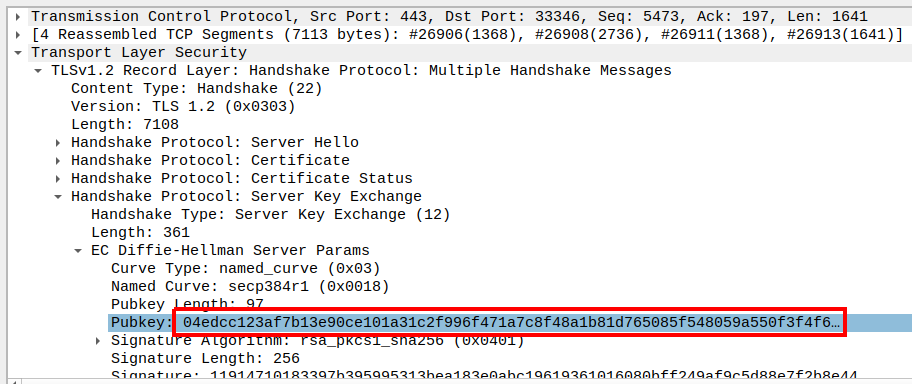 Transmission Control Protocol, Src Port: 443, Dst Port: 33346, Seq: 5473, Ack: 197, Len: 1641
[4 Reassembled TCP Segments (7113 bytes): #26906(1368), #26908(2736), #26911(1368), #26913(1641)]
Transport Layer Security
TLSv1.2 Record Layer: Handshake Protocol: Multiple Handshake Messages
Content Type: Handshake (22)
Version: TLS 1.2 (0x0303)
Length: 7108
Handshake Protocol: Server Hello
Handshake Protocol: Certificate
Handshake Protocol: Certificate Status
Handshake Protocol: Server Key Exchange
Handshake Type: Server Key Exchange (12)
Length: 361
EC Diffie-Hellman Server Params
Curve Type: named_curve (0x03)
Named Curve: secp384r1 (0x0018)
Pubkey Length: 97
Pubkey: 04edcc123af7b13e90ce101a31c2f996f471a7c8f48a1b81d765085f548059a550f3f4f6…
Signature Algorithm: rsa_pkcs1_sha256 (0x0401)
Signature Length: 256
Signature: 11914710183397b395995313bea183e0abc19619361016080bff249af9c5d88e7f2b8e44